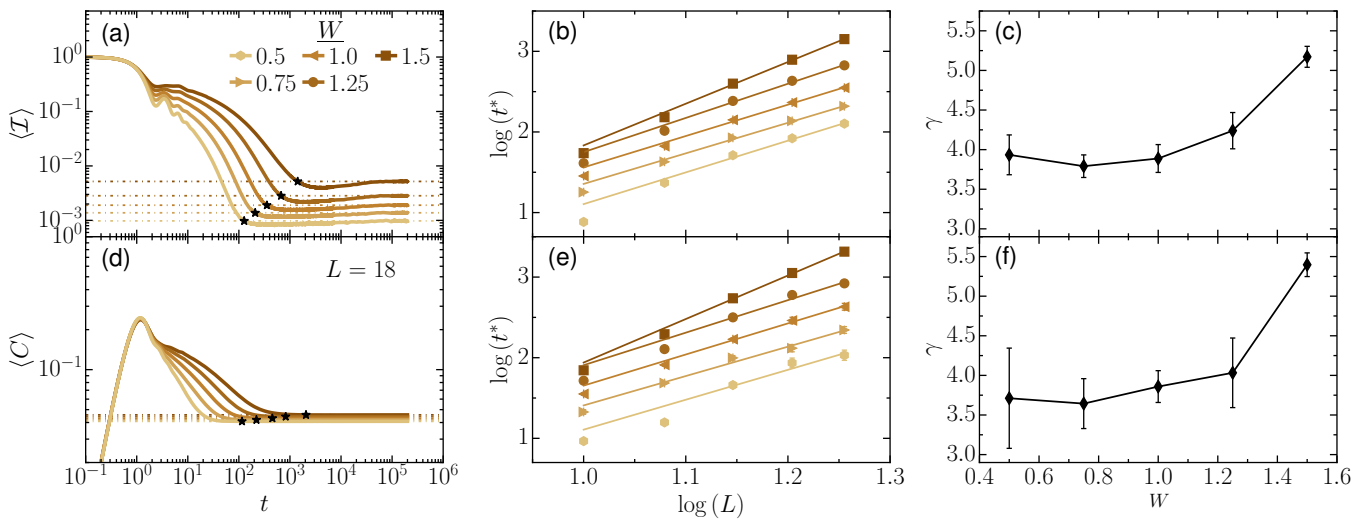 (a)
W
0.5
1.0
1.5
0.75
1.25
10^0
10^{-1}
10^{-2}
10^{-3}
⟨I⟩
(b)
3
2
1
log (t*)
(c)
5.5
5.0
4.5
4.0
3.5
3.0
γ
(d)
L = 18
10^0
10^{-1}
⟨C⟩
10^{-1} 10^0 10^1 10^2 10^3 10^4 10^5 10^6
t
(e)
3
2
1
log (t*)
1.0 1.1 1.2 1.3
log (L)
(f)
5.5
5.0
4.5
4.0
3.5
3.0
γ
0.4 0.6 0.8 1.0 1.2 1.4 1.6
W